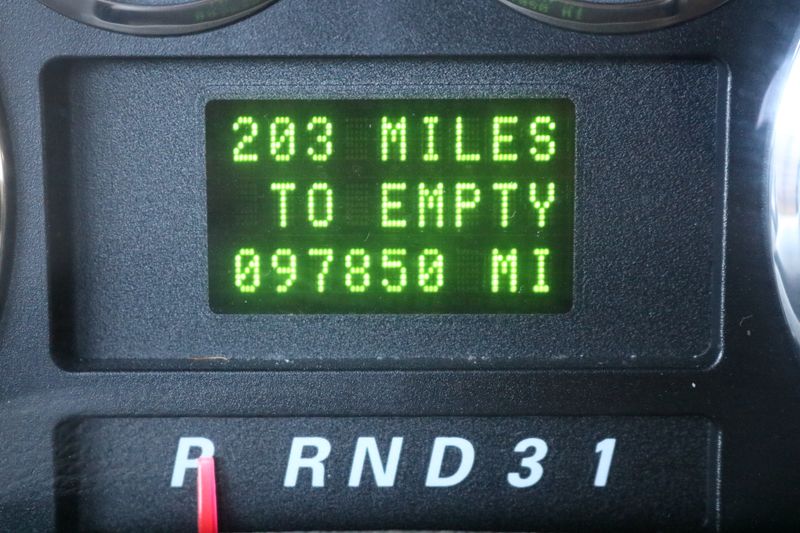 203 MILES
TO EMPTY
097850 MI
P RND31